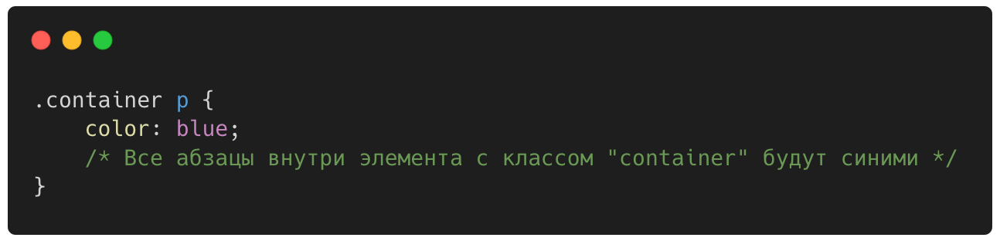 .container p {
    color: blue;
    /* Все абзацы внутри элемента с классом "container" будут синими */
}